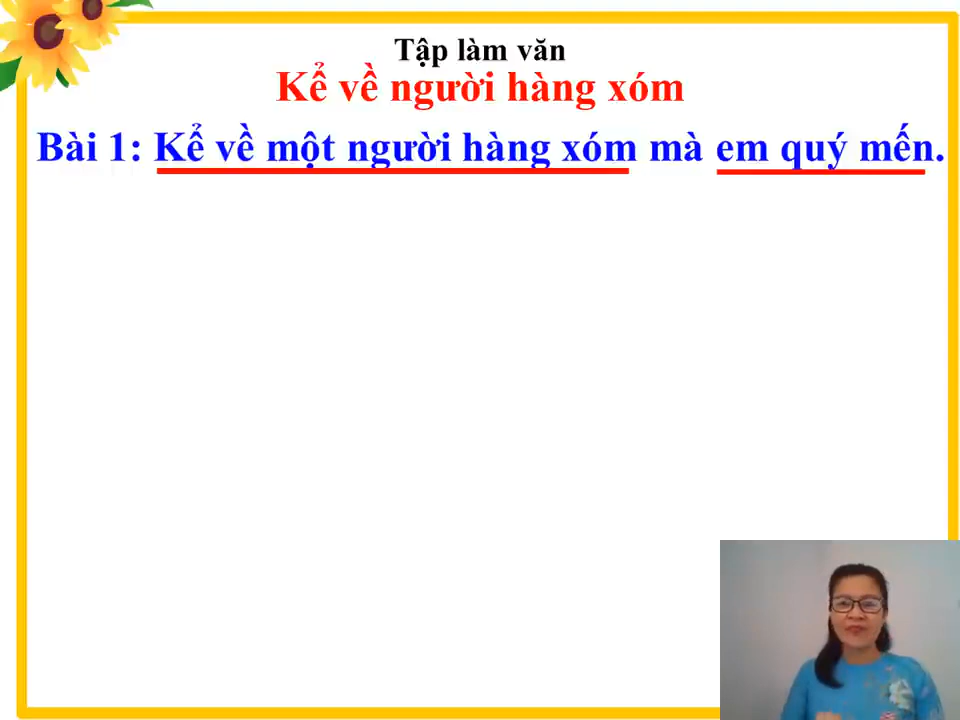 Tập làm văn
Kể về người hàng xóm
Bài 1: Kể về một người hàng xóm mà em quý mến.